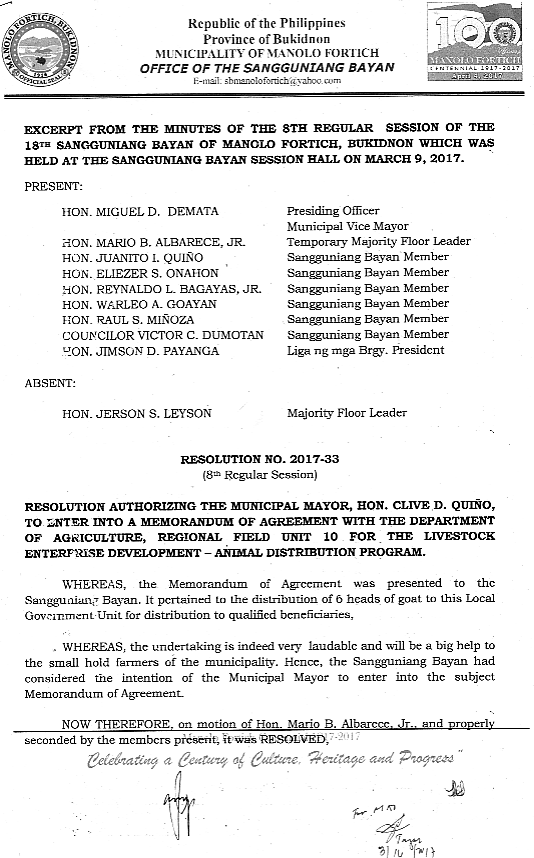 MANOLO FORTICH, BUKIDNON
1914
OFFICIAL SEAL
Republic of the Philippines
Province of Bukidnon
MUNICIPALITY OF MANOLO FORTICH
OFFICE OF THE SANGGUNIANG BAYAN
E-mail: sbmanolofortich@yahoo.com
100
MANOLO FORTICH
CENTENNIAL 1917-2017
April 4, 2017
EXCERPT FROM THE MINUTES OF THE 8TH REGULAR SESSION OF THE
18TH SANGGUNIANG BAYAN OF MANOLO FORTICH, BUKIDNON WHICH WAS
HELD AT THE SANGGUNIANG BAYAN SESSION HALL ON MARCH 9, 2017.
PRESENT:
HON. MIGUEL D. DEMATA Presiding Officer
Municipal Vice Mayor
HON. MARIO B. ALBARECE, JR. Temporary Majority Floor Leader
HON. JUANITO I. QUIÑO Sangguniang Bayan Member
HON. ELIEZER S. ONAHON Sangguniang Bayan Member
HON. REYNALDO L. BAGAYAS, JR. Sangguniang Bayan Member
HON. WARLEO A. GOAYAN Sangguniang Bayan Member
HON. RAUL S. MIÑOZA Sangguniang Bayan Member
COUNCILOR VICTOR C. DUMOTAN Sangguniang Bayan Member
HON. JIMSON D. PAYANGA Liga ng mga Brgy. President
ABSENT:
HON. JERSON S. LEYSON Majority Floor Leader
RESOLUTION NO. 2017-33
(8th Regular Session)
RESOLUTION AUTHORIZING THE MUNICIPAL MAYOR, HON. CLIVE D. QUIÑO,
TO ENTER INTO A MEMORANDUM OF AGREEMENT WITH THE DEPARTMENT
OF AGRICULTURE, REGIONAL FIELD UNIT 10 FOR THE LIVESTOCK
ENTERPRISE DEVELOPMENT – ANIMAL DISTRIBUTION PROGRAM.
WHEREAS, the Memorandum of Agreement was presented to the
Sangguniang Bayan. It pertained to the distribution of 6 heads of goat to this Local
Government Unit for distribution to qualified beneficiaries,
WHEREAS, the undertaking is indeed very laudable and will be a big help to
the small hold farmers of the municipality. Hence, the Sangguniang Bayan had
considered the intention of the Municipal Mayor to enter into the subject
Memorandum of Agreement.
NOW THEREFORE, on motion of Hon. Mario B. Albarece, Jr., and properly
seconded by the members present, it was RESOLVED,
"Celebrating a Century of Culture, Heritage and Progress"